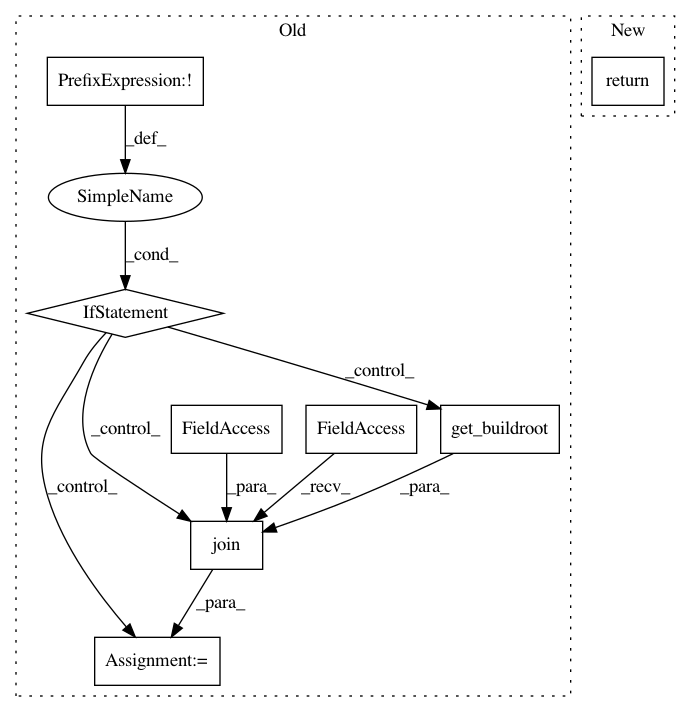 Old
New
PrefixExpression:!
return
_def_
SimpleName
_cond_
IfStatement
_control_
FieldAccess
FieldAccess
get_buildroot
_control_
_control_
_para_
_recv_
_para_
join
_para_
Assignment:=